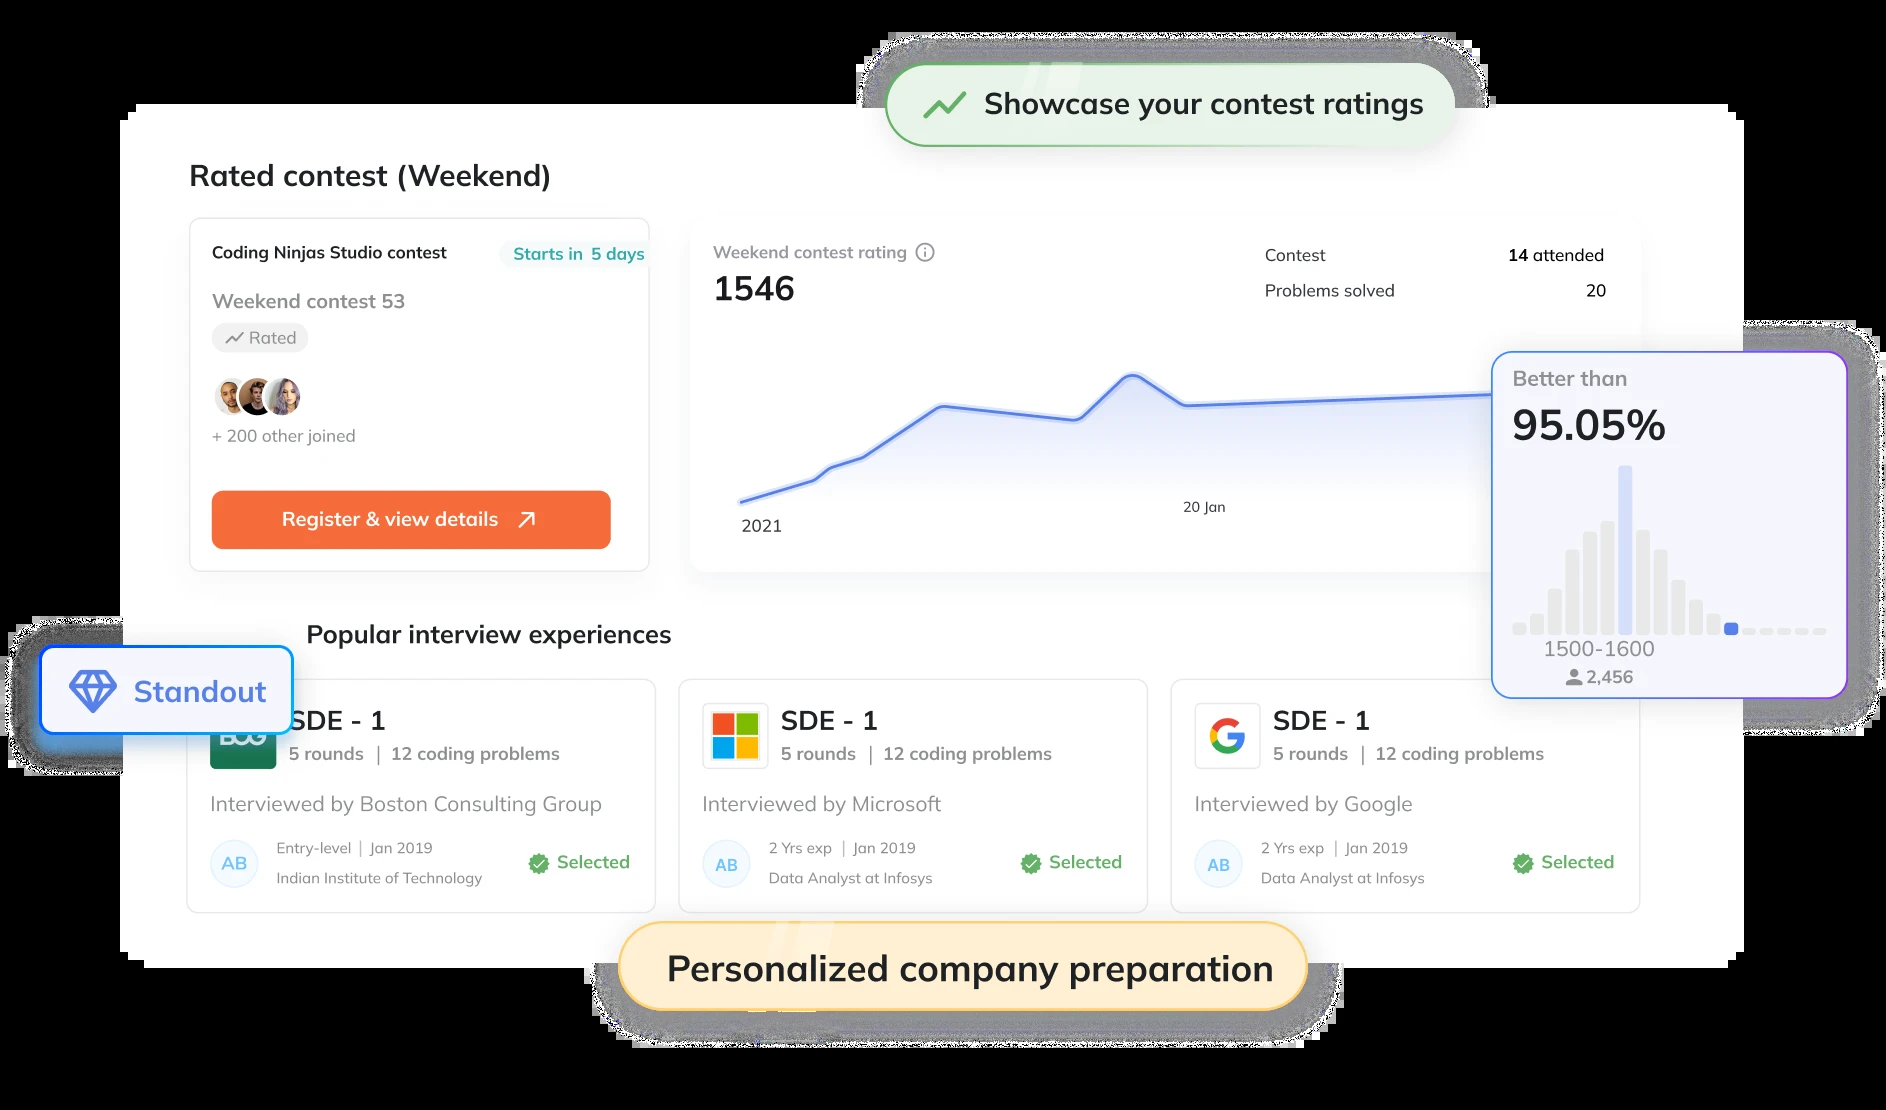 Showcase your contest ratings
Rated contest (Weekend)
Coding Ninjas Studio contest
Starts in 5 days
Weekend contest 53
Rated
+ 200 other joined
Register & view details
Weekend contest rating
1546
Contest 14 attended
Problems solved 20
2021
20 Jan
Better than
95.05%
1500-1600
2,456
Standout
Popular interview experiences
SDE - 1
5 rounds | 12 coding problems
Interviewed by Boston Consulting Group
AB
Entry-level | Jan 2019
Indian Institute of Technology
Selected
SDE - 1
5 rounds | 12 coding problems
Interviewed by Microsoft
AB
2 Yrs exp | Jan 2019
Data Analyst at Infosys
Selected
SDE - 1
5 rounds | 12 coding problems
Interviewed by Google
AB
2 Yrs exp | Jan 2019
Data Analyst at Infosys
Selected
Personalized company preparation